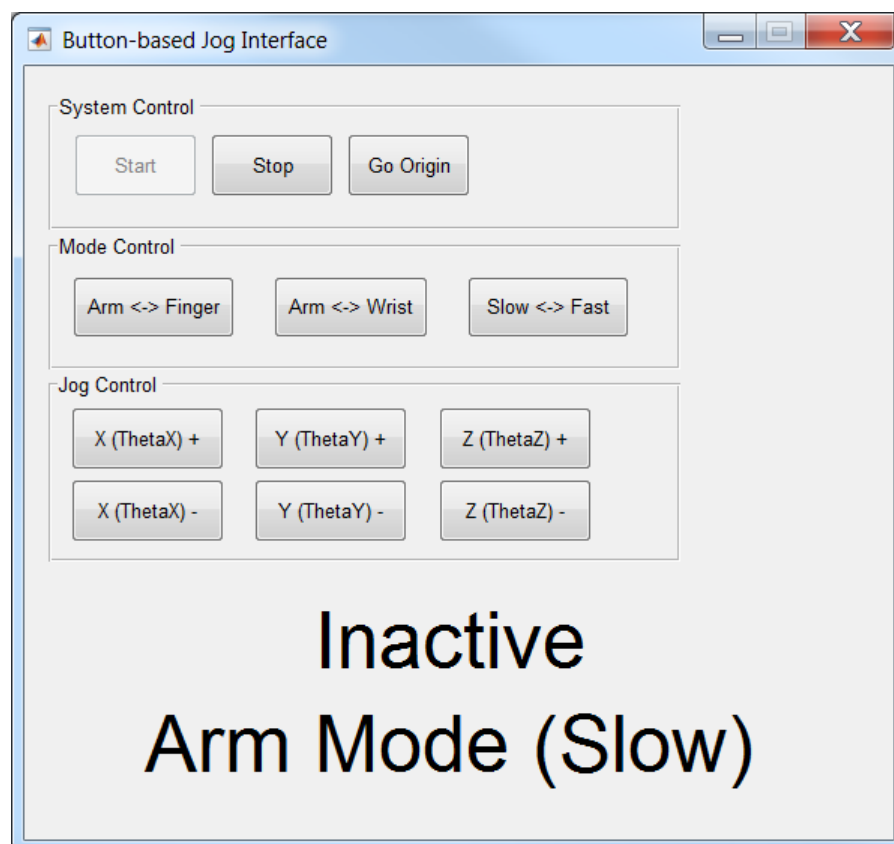 Button-based Jog Interface
System Control
Start Stop Go Origin
Mode Control
Arm <-> Finger Arm <-> Wrist Slow <-> Fast
Jog Control
X (ThetaX) + Y (ThetaY) + Z (ThetaZ) +
X (ThetaX) - Y (ThetaY) - Z (ThetaZ) -
Inactive
Arm Mode (Slow)